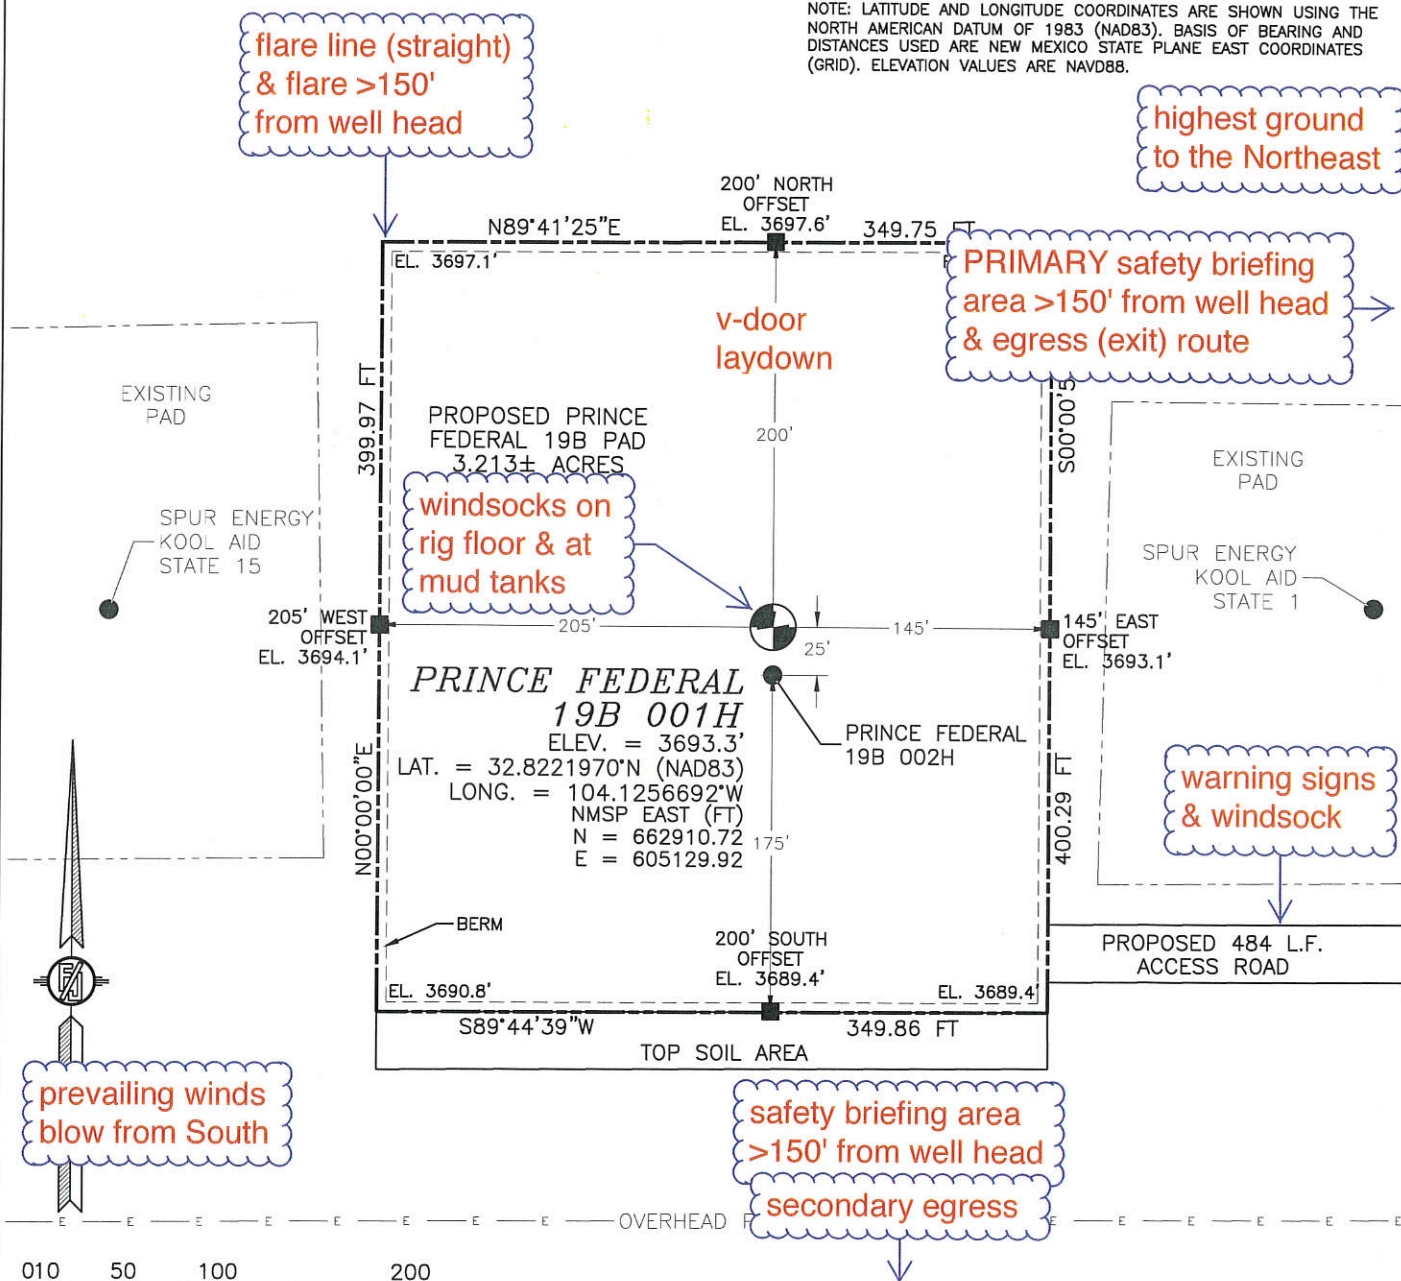 NOTE: LATITUDE AND LONGITUDE COORDINATES ARE SHOWN USING THE
NORTH AMERICAN DATUM OF 1983 (NAD83). BASIS OF BEARING AND
DISTANCES USED ARE NEW MEXICO STATE PLANE EAST COORDINATES
(GRID). ELEVATION VALUES ARE NAVD88.
flare line (straight)
& flare >150'
from well head
highest ground
to the Northeast
200' NORTH
OFFSET
EL. 3697.6'
N89°41'25"E
349.75 FT
EL. 3697.1'
PRIMARY safety briefing
area >150' from well head
& egress (exit) route
v-door
laydown
399.97 FT
S00°00'5
EXISTING
PAD
PROPOSED PRINCE
FEDERAL 19B PAD
3.213± ACRES
200'
EXISTING
PAD
windsocks on
rig floor & at
mud tanks
SPUR ENERGY
KOOL AID
STATE 15
SPUR ENERGY
KOOL AID
STATE 1
205' WEST
OFFSET
EL. 3694.1'
205'
145'
25'
145' EAST
OFFSET
EL. 3693.1'
PRINCE FEDERAL
19B 001H
ELEV. = 3693.3'
LAT. = 32.8221970°N (NAD83)
LONG. = 104.1256692°W
NMSP EAST (FT)
N = 662910.72
E = 605129.92
PRINCE FEDERAL
19B 002H
N00°00'00"E
175'
400.29 FT
warning signs
& windsock
BERM
200' SOUTH
OFFSET
EL. 3689.4'
PROPOSED 484 L.F.
ACCESS ROAD
EL. 3690.8'
EL. 3689.4'
S89°44'39"W
349.86 FT
TOP SOIL AREA
prevailing winds
blow from South
safety briefing area
>150' from well head
secondary egress
E E E E E E E E OVERHEAD E E E E E E
010 50 100 200